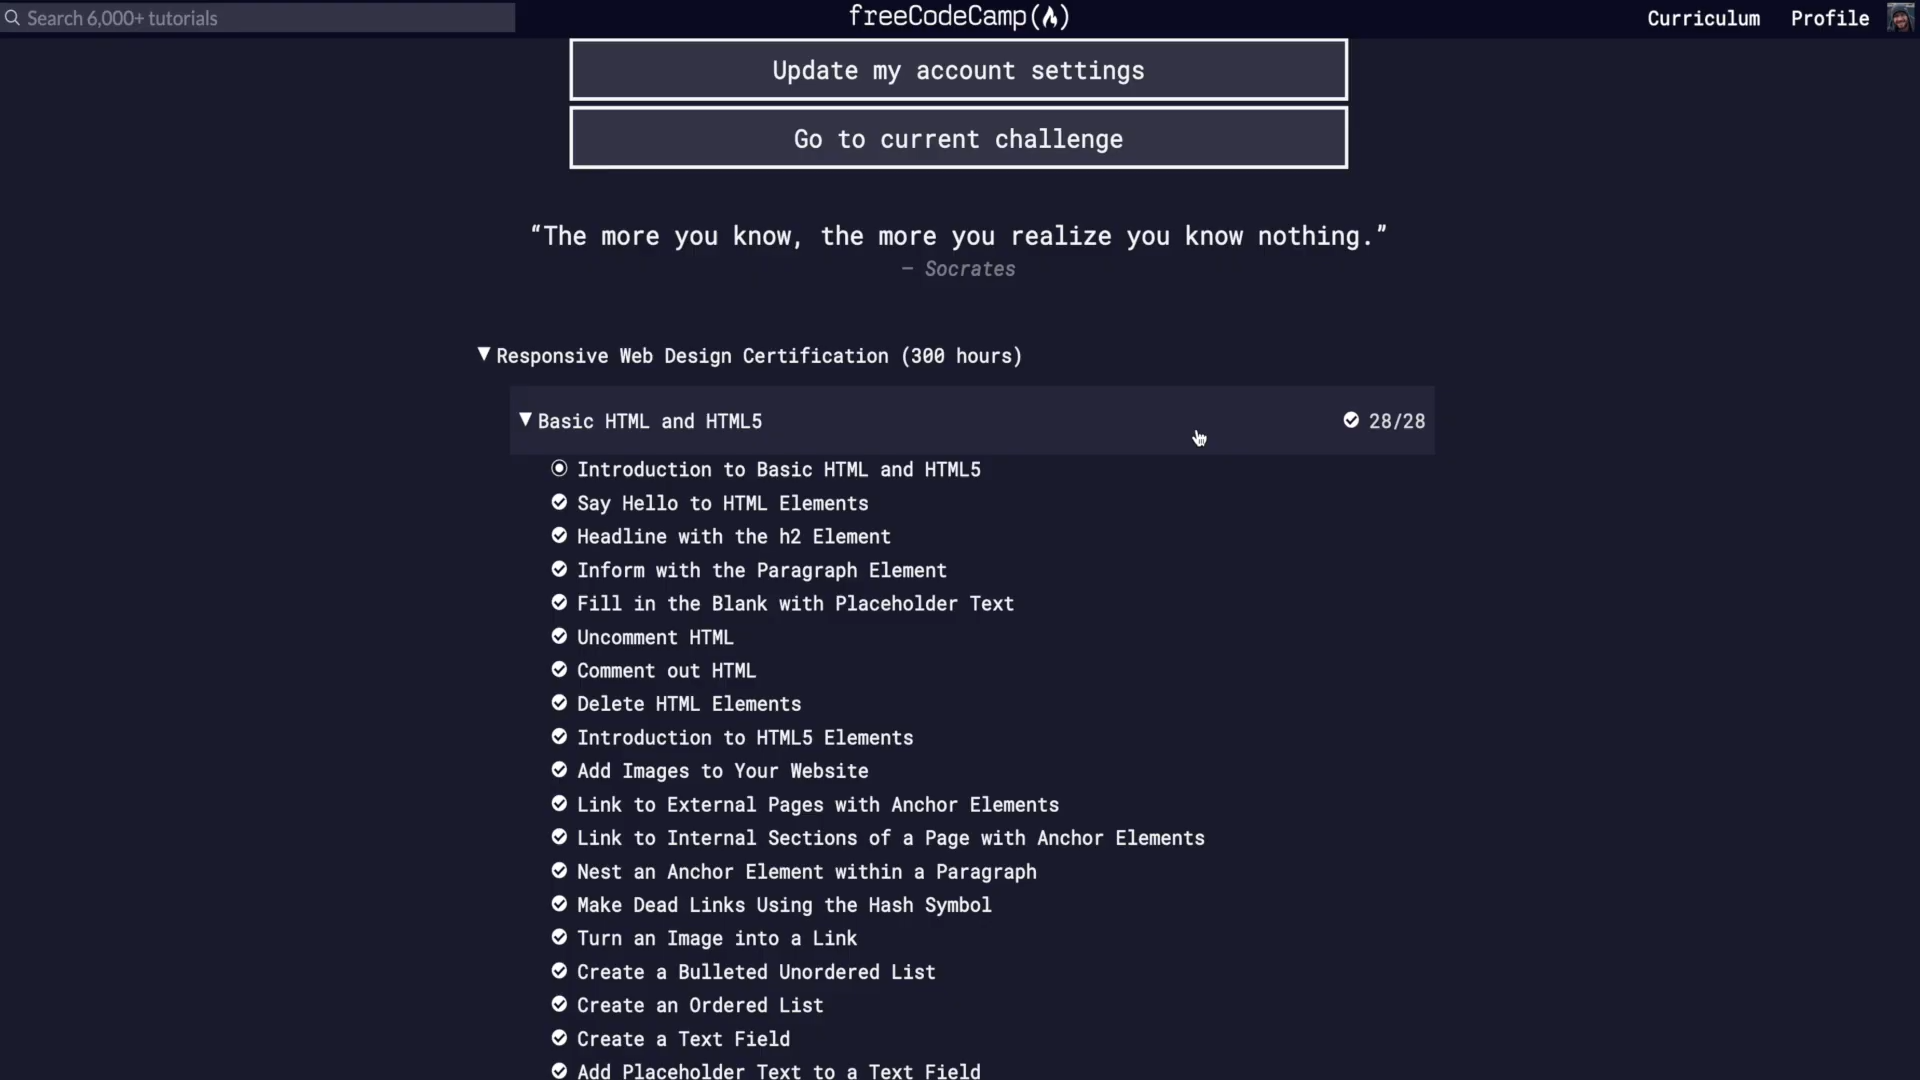 Search 6,000+ tutorials
freeCodeCamp
Curriculum
Profile
Update my account settings
Go to current challenge
“The more you know, the more you realize you know nothing.”
— Socrates
Responsive Web Design Certification (300 hours)
Basic HTML and HTML5
28/28
Introduction to Basic HTML and HTML5
Say Hello to HTML Elements
Headline with the h2 Element
Inform with the Paragraph Element
Fill in the Blank with Placeholder Text
Uncomment HTML
Comment out HTML
Delete HTML Elements
Introduction to HTML5 Elements
Add Images to Your Website
Link to External Pages with Anchor Elements
Link to Internal Sections of a Page with Anchor Elements
Nest an Anchor Element within a Paragraph
Make Dead Links Using the Hash Symbol
Turn an Image into a Link
Create a Bulleted Unordered List
Create an Ordered List
Create a Text Field
Add Placeholder Text to a Text Field